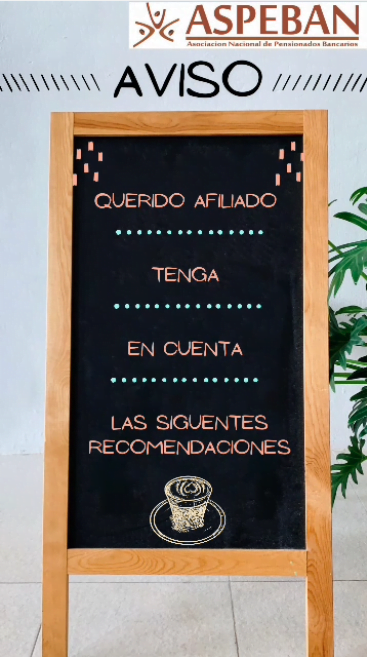 ASPEBAN
Asociacion Nacional de Pensionados Bancarios
AVISO
QUERIDO AFILIADO
TENGA
EN CUENTA
LAS SIGUENTES
RECOMENDACIONES